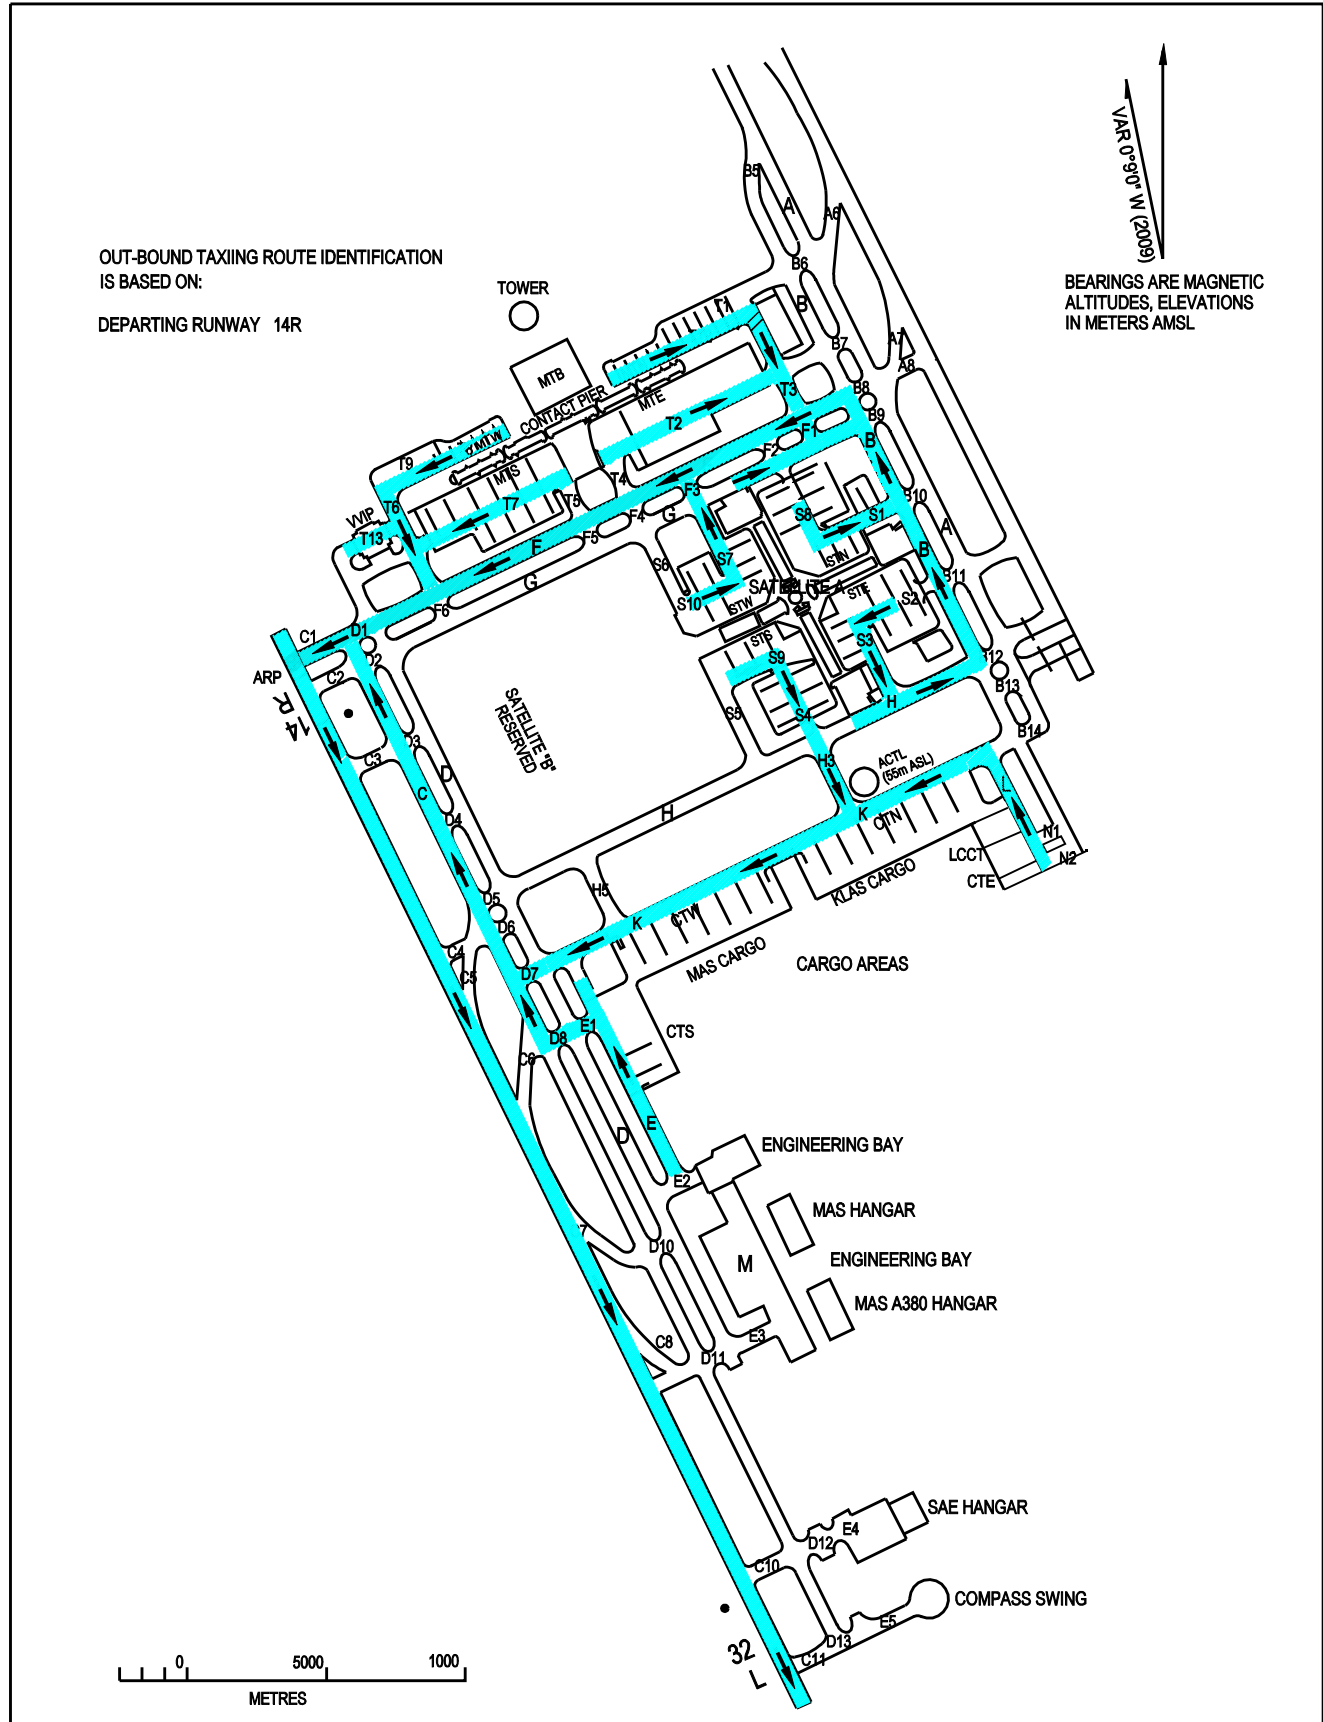 OUT-BOUND TAXIING ROUTE IDENTIFICATION
IS BASED ON:
DEPARTING RUNWAY 14R
VAR 0°9'0" W (2009)
BEARINGS ARE MAGNETIC
ALTITUDES, ELEVATIONS
IN METERS AMSL
TOWER
MTB
CONTACT PIER
MTE
MTW
MTS
B5
A
A6
B6
B
B7
A7
A8
B8
B9
B
B10
A
B
B11
B12
B13
B14
T3
T2
T4
T5
T9
T6
T7
VVIP
T13
F1
F2
F3
G
F4
F5
F
G
F6
S8
S1
STN
S7
S6
S10
STW
SATELLITE A
STE
S2
S3
STS
S9
S5
S4
H
H3
C1
D1
D2
C2
ARP
14
R
C3
D3
D
C
D4
D5
D6
D7
C4
C5
C6
D8
SATELLITE "B"
RESERVED
H
H5
ACTL
(55m ASL)
K
CTN
K
CTW
L
N1
N2
LCCT
CTE
KLAS CARGO
MAS CARGO
CARGO AREAS
CTS
E1
E
D
E2
ENGINEERING BAY
MAS HANGAR
ENGINEERING BAY
MAS A380 HANGAR
M
D10
E3
C8
D11
SAE HANGAR
E4
D12
C10
COMPASS SWING
E5
D13
C11
32
L
0 5000 1000
METRES